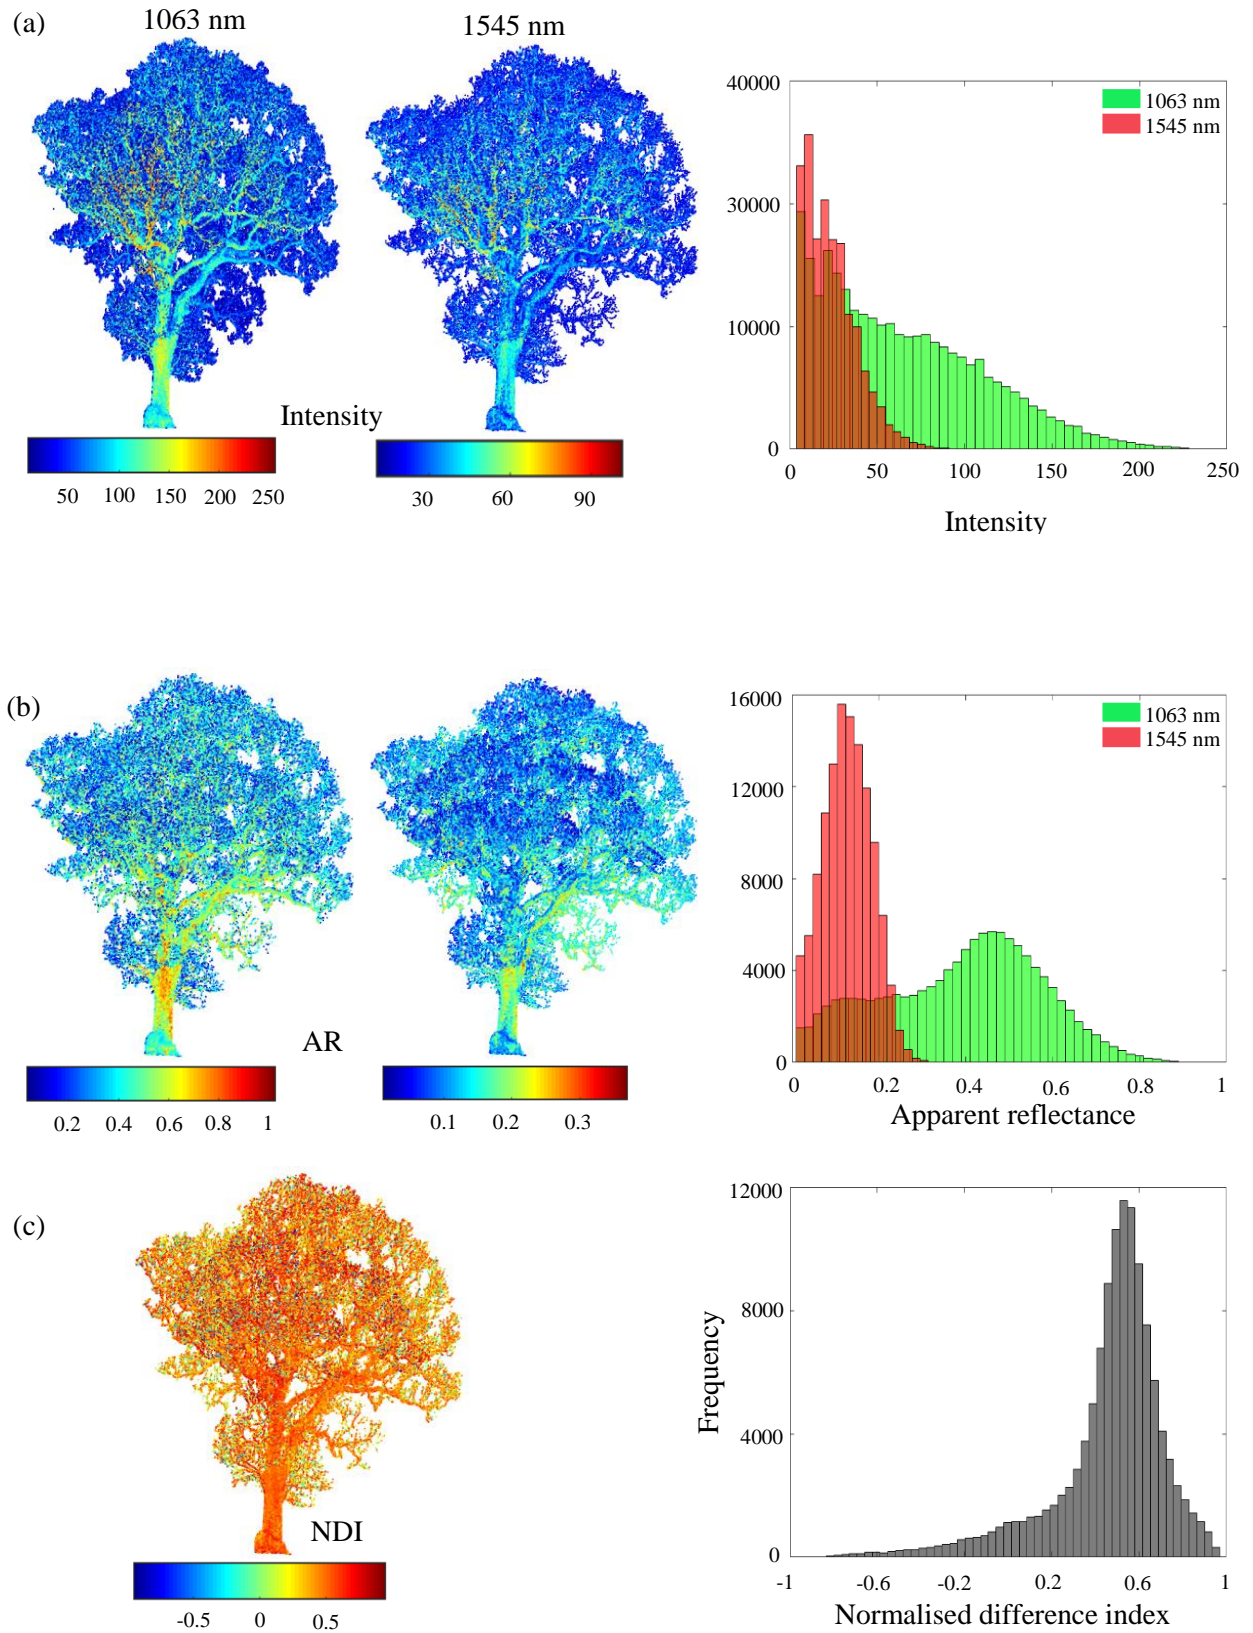 (a)
1063 nm
1545 nm
Intensity
50 100 150 200 250
30 60 90
40000
30000
10000
0
1063 nm
1545 nm
0 50 100 150 200 250
Intensity
(b)
AR
0.2 0.4 0.6 0.8 1
0.1 0.2 0.3
16000
12000
8000
4000
0
1063 nm
1545 nm
0 0.2 0.4 0.6 0.8 1
Apparent reflectance
(c)
NDI
-0.5 0 0.5
Frequency
12000
8000
4000
0
-1 -0.6 -0.2 0.2 0.6 1
Normalised difference index